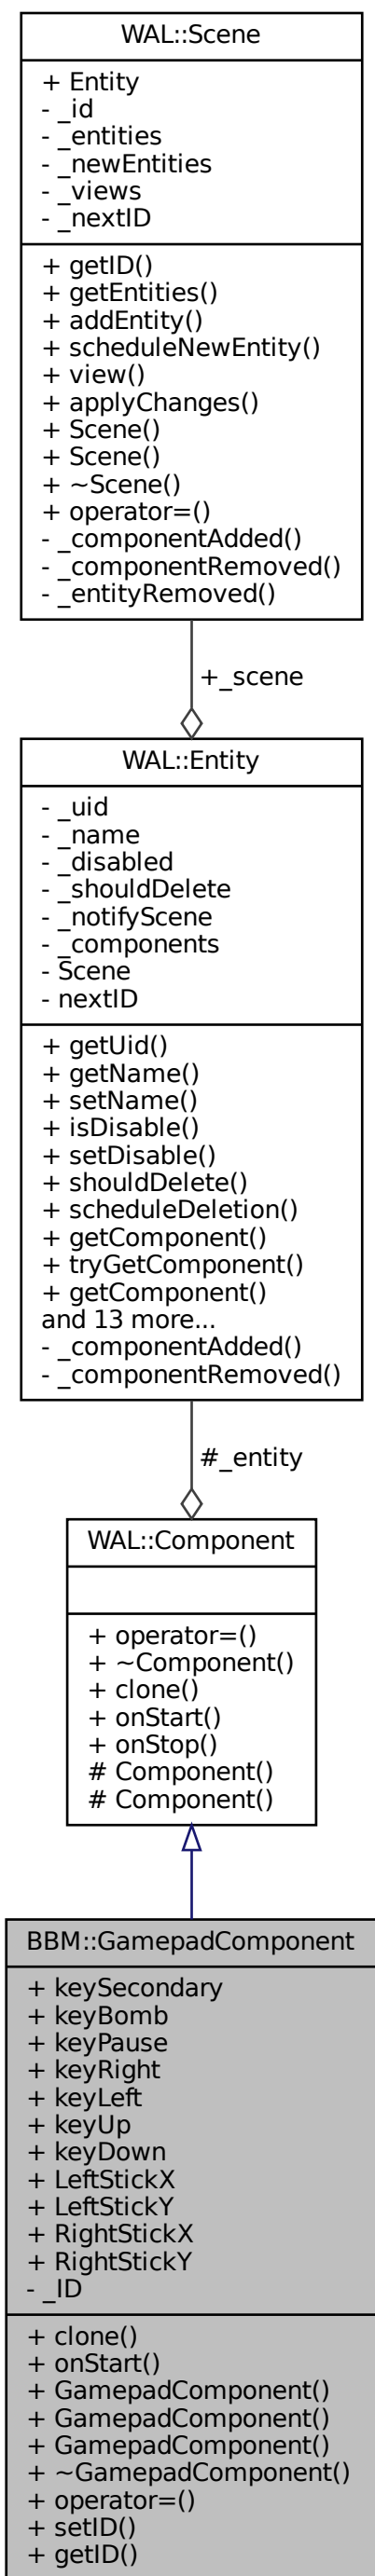 WAL::Scene
+ Entity
- _id
- _entities
- _newEntities
- _views
- _nextID
+ getID()
+ getEntities()
+ addEntity()
+ scheduleNewEntity()
+ view()
+ applyChanges()
+ Scene()
+ Scene()
+ ~Scene()
+ operator=()
- _componentAdded()
- _componentRemoved()
- _entityRemoved()
+_scene
WAL::Entity
- _uid
- _name
- _disabled
- _shouldDelete
- _notifyScene
- _components
- Scene
- nextID
+ getUid()
+ getName()
+ setName()
+ isDisable()
+ setDisable()
+ shouldDelete()
+ scheduleDeletion()
+ getComponent()
+ tryGetComponent()
+ getComponent()
and 13 more...
- _componentAdded()
- _componentRemoved()
#_entity
WAL::Component
+ operator=()
+ ~Component()
+ clone()
+ onStart()
+ onStop()
# Component()
# Component()
BBM::GamepadComponent
+ keySecondary
+ keyBomb
+ keyPause
+ keyRight
+ keyLeft
+ keyUp
+ keyDown
+ LeftStickX
+ LeftStickY
+ RightStickX
+ RightStickY
- _ID
+ clone()
+ onStart()
+ GamepadComponent()
+ GamepadComponent()
+ GamepadComponent()
+ ~GamepadComponent()
+ operator=()
+ setID()
+ getID()